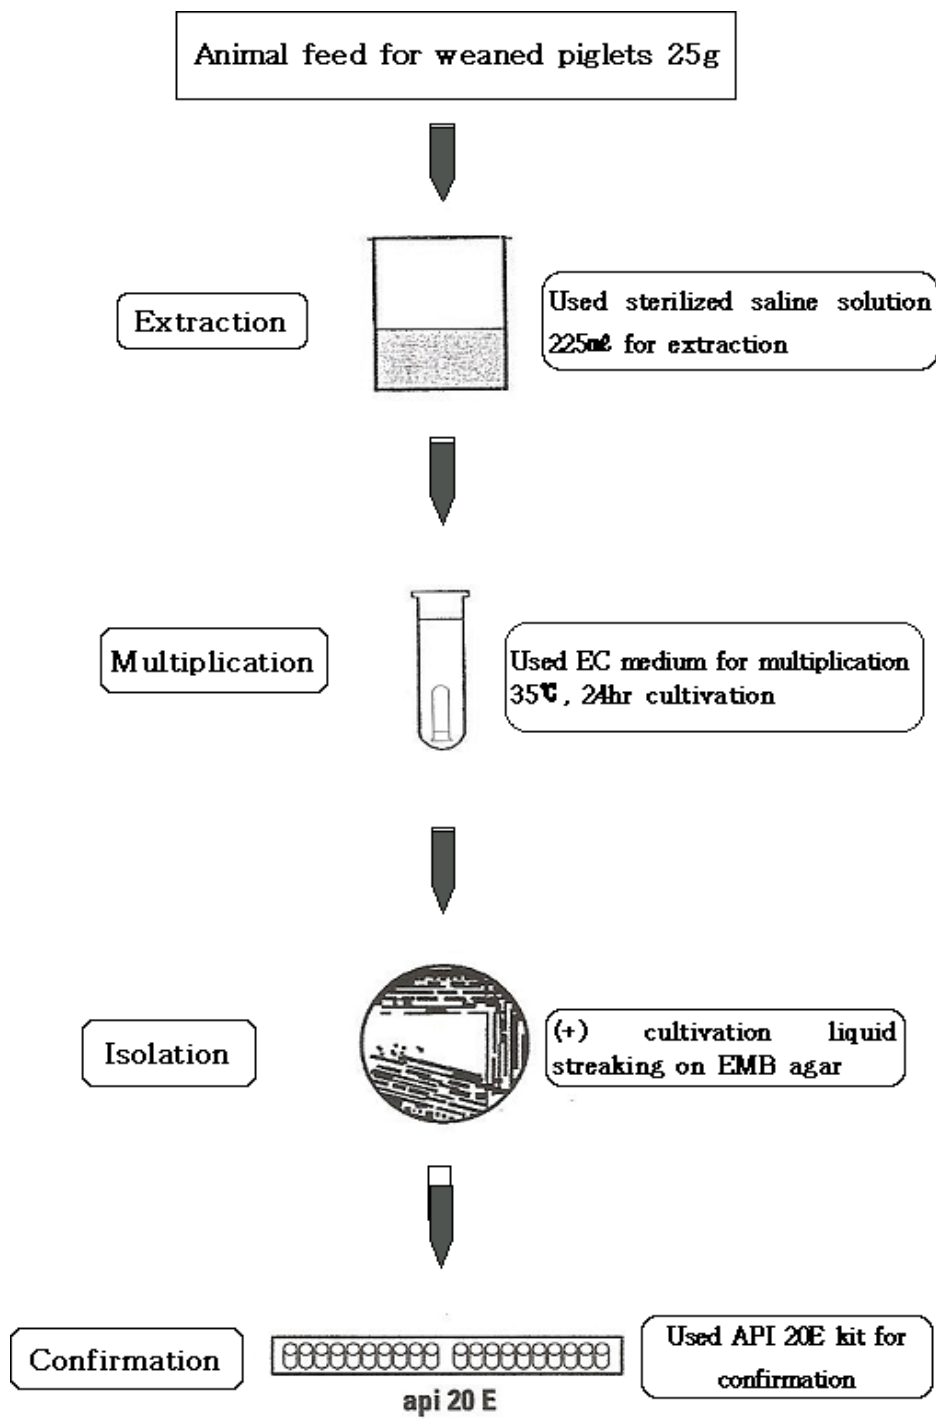 Animal feed for weaned piglets 25g
Extraction
Used sterilized saline solution
225㎖ for extraction
Multiplication
Used EC medium for multiplication
35℃, 24hr cultivation
Isolation
(+) cultivation liquid
streaking on EMB agar
Confirmation
api 20 E
Used API 20E kit for
confirmation